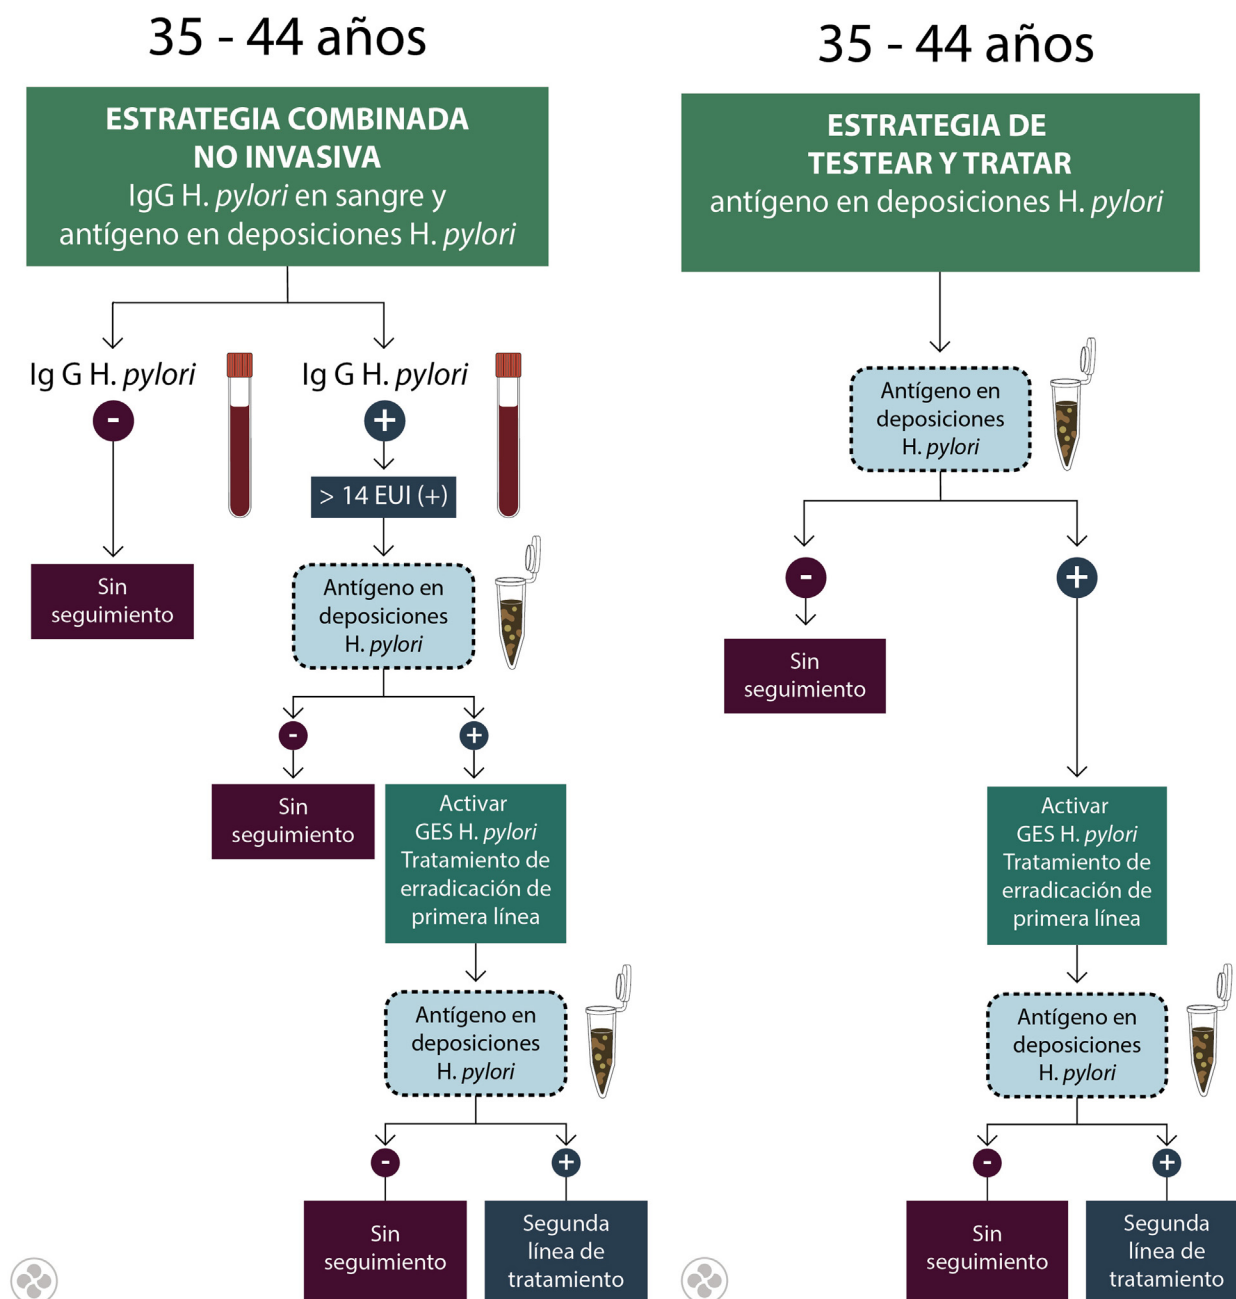 35 - 44 años
ESTRATEGIA COMBINADA
NO INVASIVA
IgG H. pylori en sangre y
antígeno en deposiciones H. pylori
Ig G H. pylori
-
Sin
seguimiento
Ig G H. pylori
+
> 14 EUI (+)
Antígeno en
deposiciones
H. pylori
-
Sin
seguimiento
+
Activar
GES H. pylori
Tratamiento de
erradicación de
primera línea
Antígeno en
deposiciones
H. pylori
-
Sin
seguimiento
+
Segunda
línea de
tratamiento
35 - 44 años
ESTRATEGIA DE
TESTEAR Y TRATAR
antígeno en deposiciones H. pylori
Antígeno en
deposiciones
H. pylori
-
Sin
seguimiento
+
Activar
GES H. pylori
Tratamiento de
erradicación de
primera línea
Antígeno en
deposiciones
H. pylori
-
Sin
seguimiento
+
Segunda
línea de
tratamiento